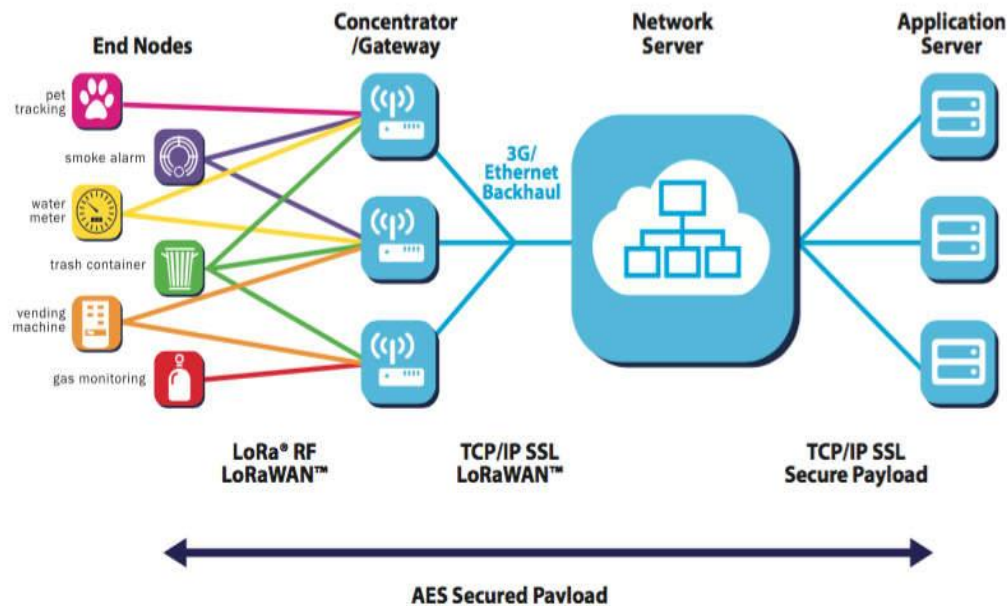 End Nodes
Concentrator
/Gateway
Network
Server
Application
Server
pet
tracking
smoke alarm
water
meter
trash container
vending
machine
gas monitoring
3G/
Ethernet
Backhaul
LoRa® RF
LoRaWAN™
TCP/IP SSL
LoRaWAN™
TCP/IP SSL
Secure Payload
AES Secured Payload